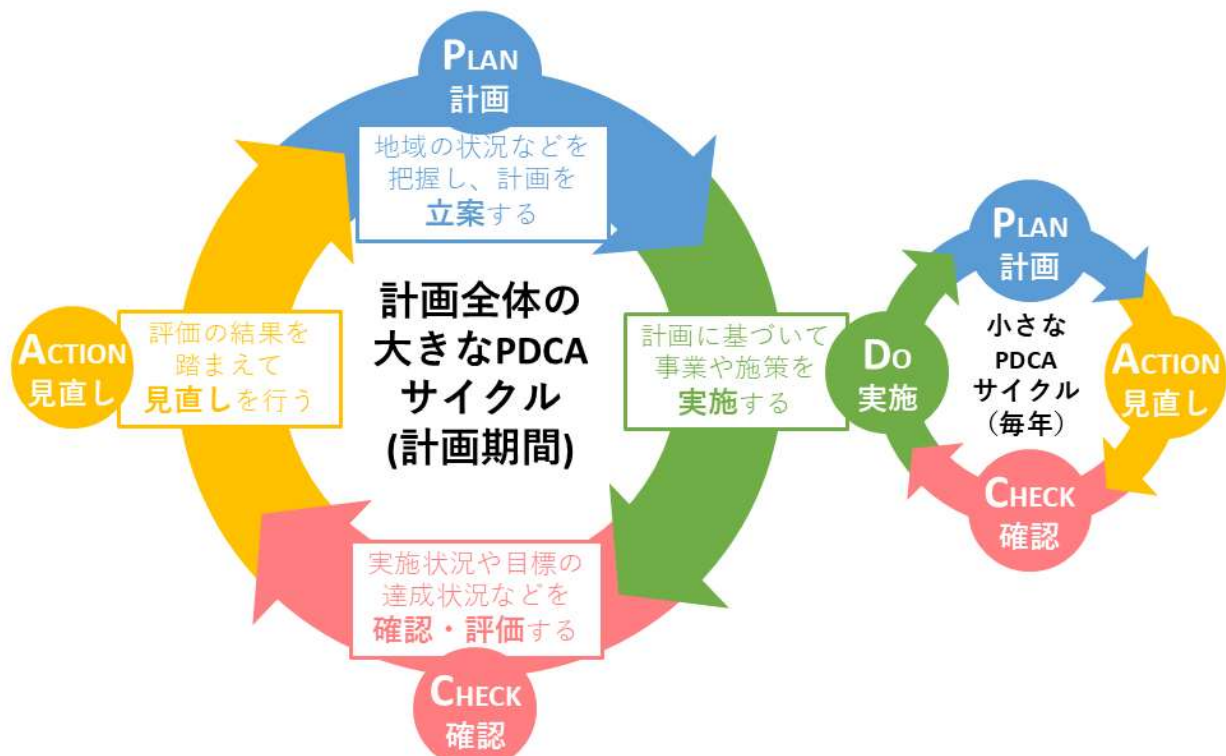 PLAN
計画
地域の状況などを
把握し、計画を
立案する
計画全体の
大きなPDCA
サイクル
(計画期間)
ACTION
見直し
評価の結果を
踏まえて
見直しを行う
計画に基づいて
事業や施策を
実施する
実施状況や目標の
達成状況などを
確認・評価する
CHECK
確認
PLAN
計画
DO
実施
小さな
PDCA
サイクル
(毎年)
ACTION
見直し
CHECK
確認